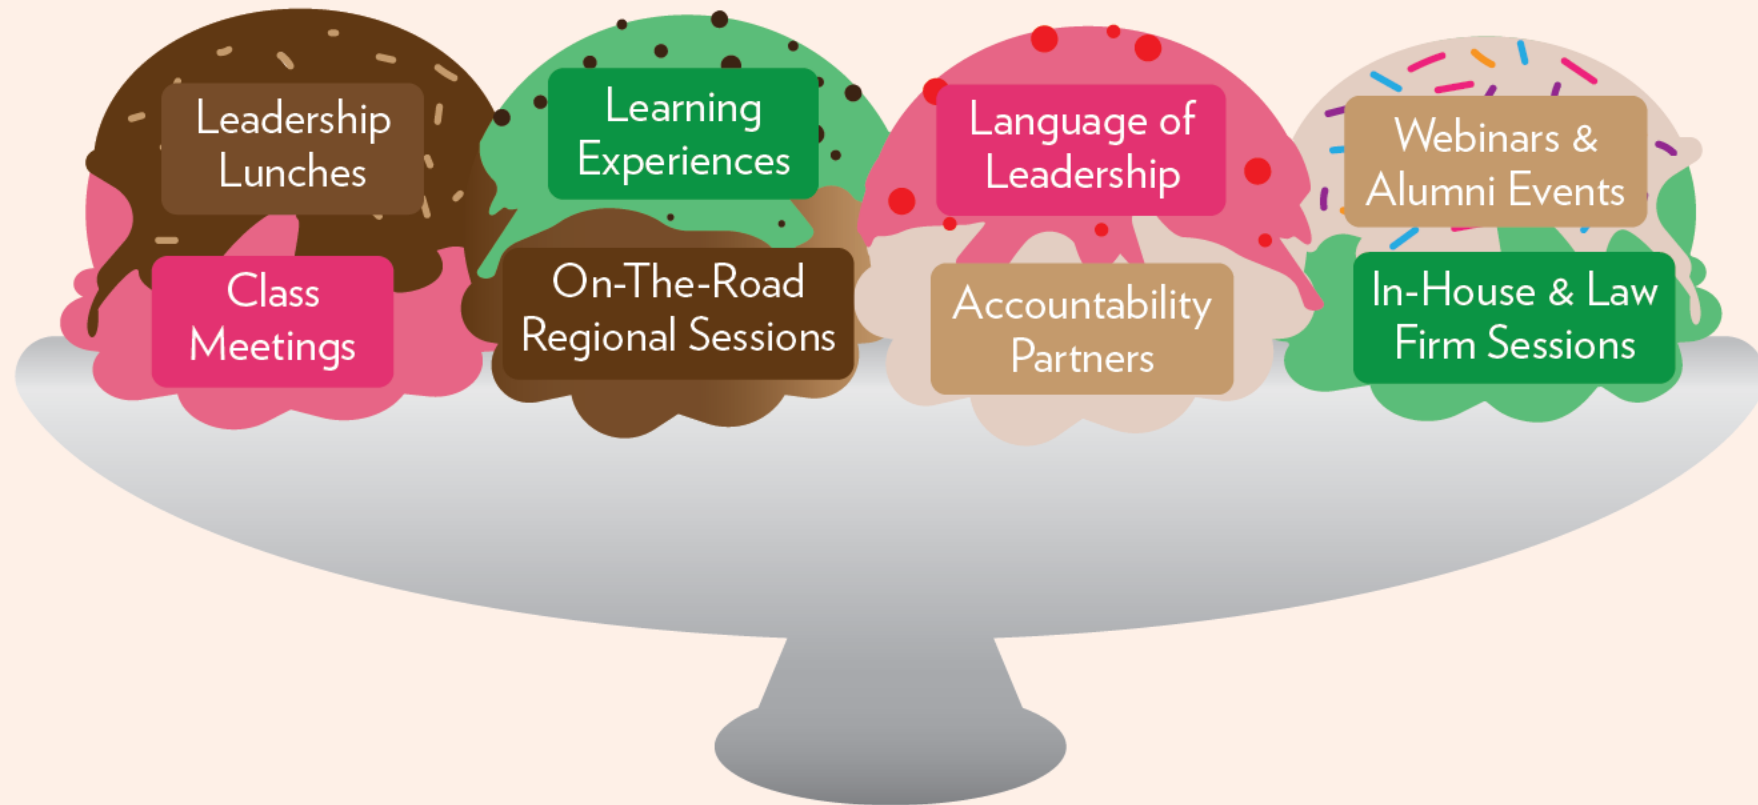 Leadership
Lunches
Class
Meetings
Learning
Experiences
On-The-Road
Regional Sessions
Language of
Leadership
Accountability
Partners
Webinars &
Alumni Events
In-House & Law
Firm Sessions